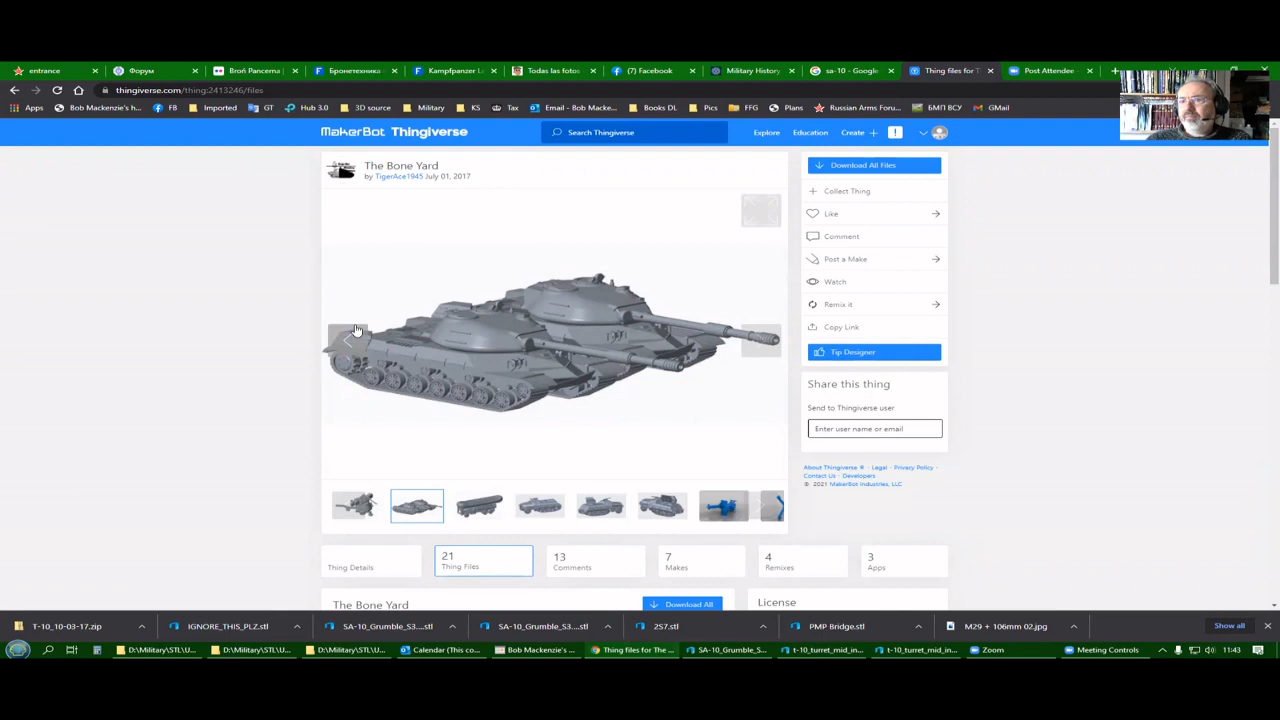 entrance
Форум
Broń Pancerna (
Бронетехника
Kampfpanzer Le
Todas las fotos
(7) Facebook
Military History
sa-10 - Google
Thing files for T
Post Attendee
thingiverse.com/thing:2413246/files
Apps
Bob Mackenzie's h...
FB
Imported
GT
Hub 3.0
3D source
Military
KS
Tax
Email - Bob Macke...
Books DL
Pics
FFG
Plans
Russian Arms Foru...
БМП ВСУ
GMail
MakerBot Thingiverse
Search Thingiverse
Explore
Education
Create +
The Bone Yard
by TigerAce1945 July 01, 2017
Download All Files
Collect Thing
Like
Comment
Post a Make
Watch
Remix it
Copy Link
Tip Designer
Share this thing
Send to Thingiverse user
Enter user name or email
About Thingiverse ® · Legal · Privacy Policy ·
Contact Us · Developers
© 2021 MakerBot Industries, LLC
Thing Details
21
Thing Files
13
Comments
7
Makes
4
Remixes
3
Apps
The Bone Yard
Download All
License
T-10_10-03-17.zip
IGNORE_THIS_PLZ.stl
SA-10_Grumble_S3....stl
SA-10_Grumble_S3....stl
2S7.stl
PMP Bridge.stl
M29 + 106mm 02.jpg
Show all
D:\Military\STL\U...
D:\Military\STL\U...
D:\Military\STL\U...
Calendar (This co...
Bob Mackenzie's ...
Thing files for The ...
SA-10_Grumble_S...
t-10_turret_mid_in...
t-10_turret_mid_in...
Zoom
Meeting Controls
11:43